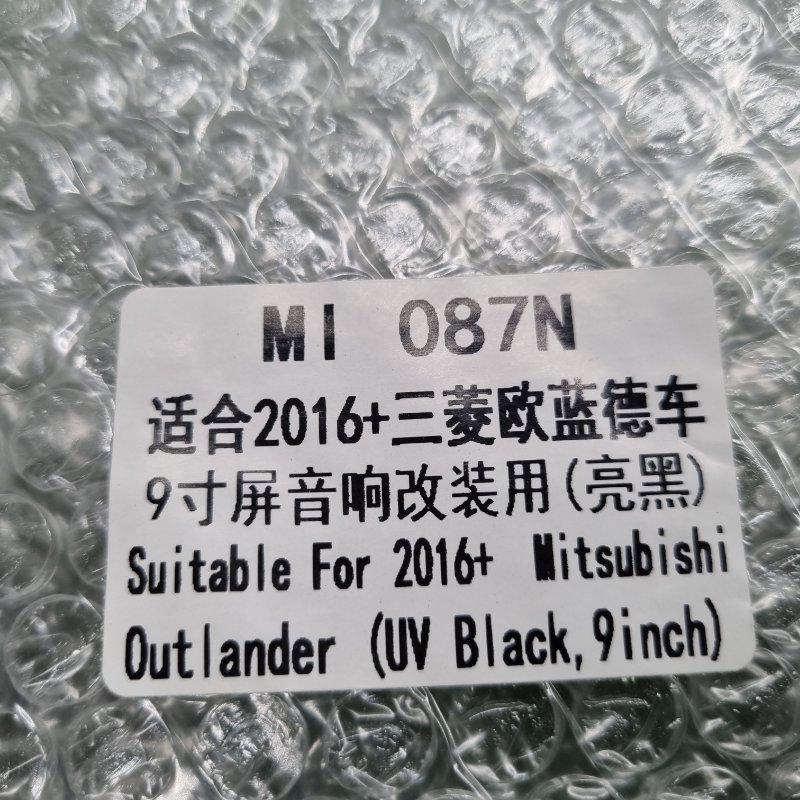 MI 087N
适合2016+三菱欧蓝德车
9寸屏音响改装用(亮黑)
Suitable For 2016+ Mitsubishi
Outlander (UV Black,9inch)